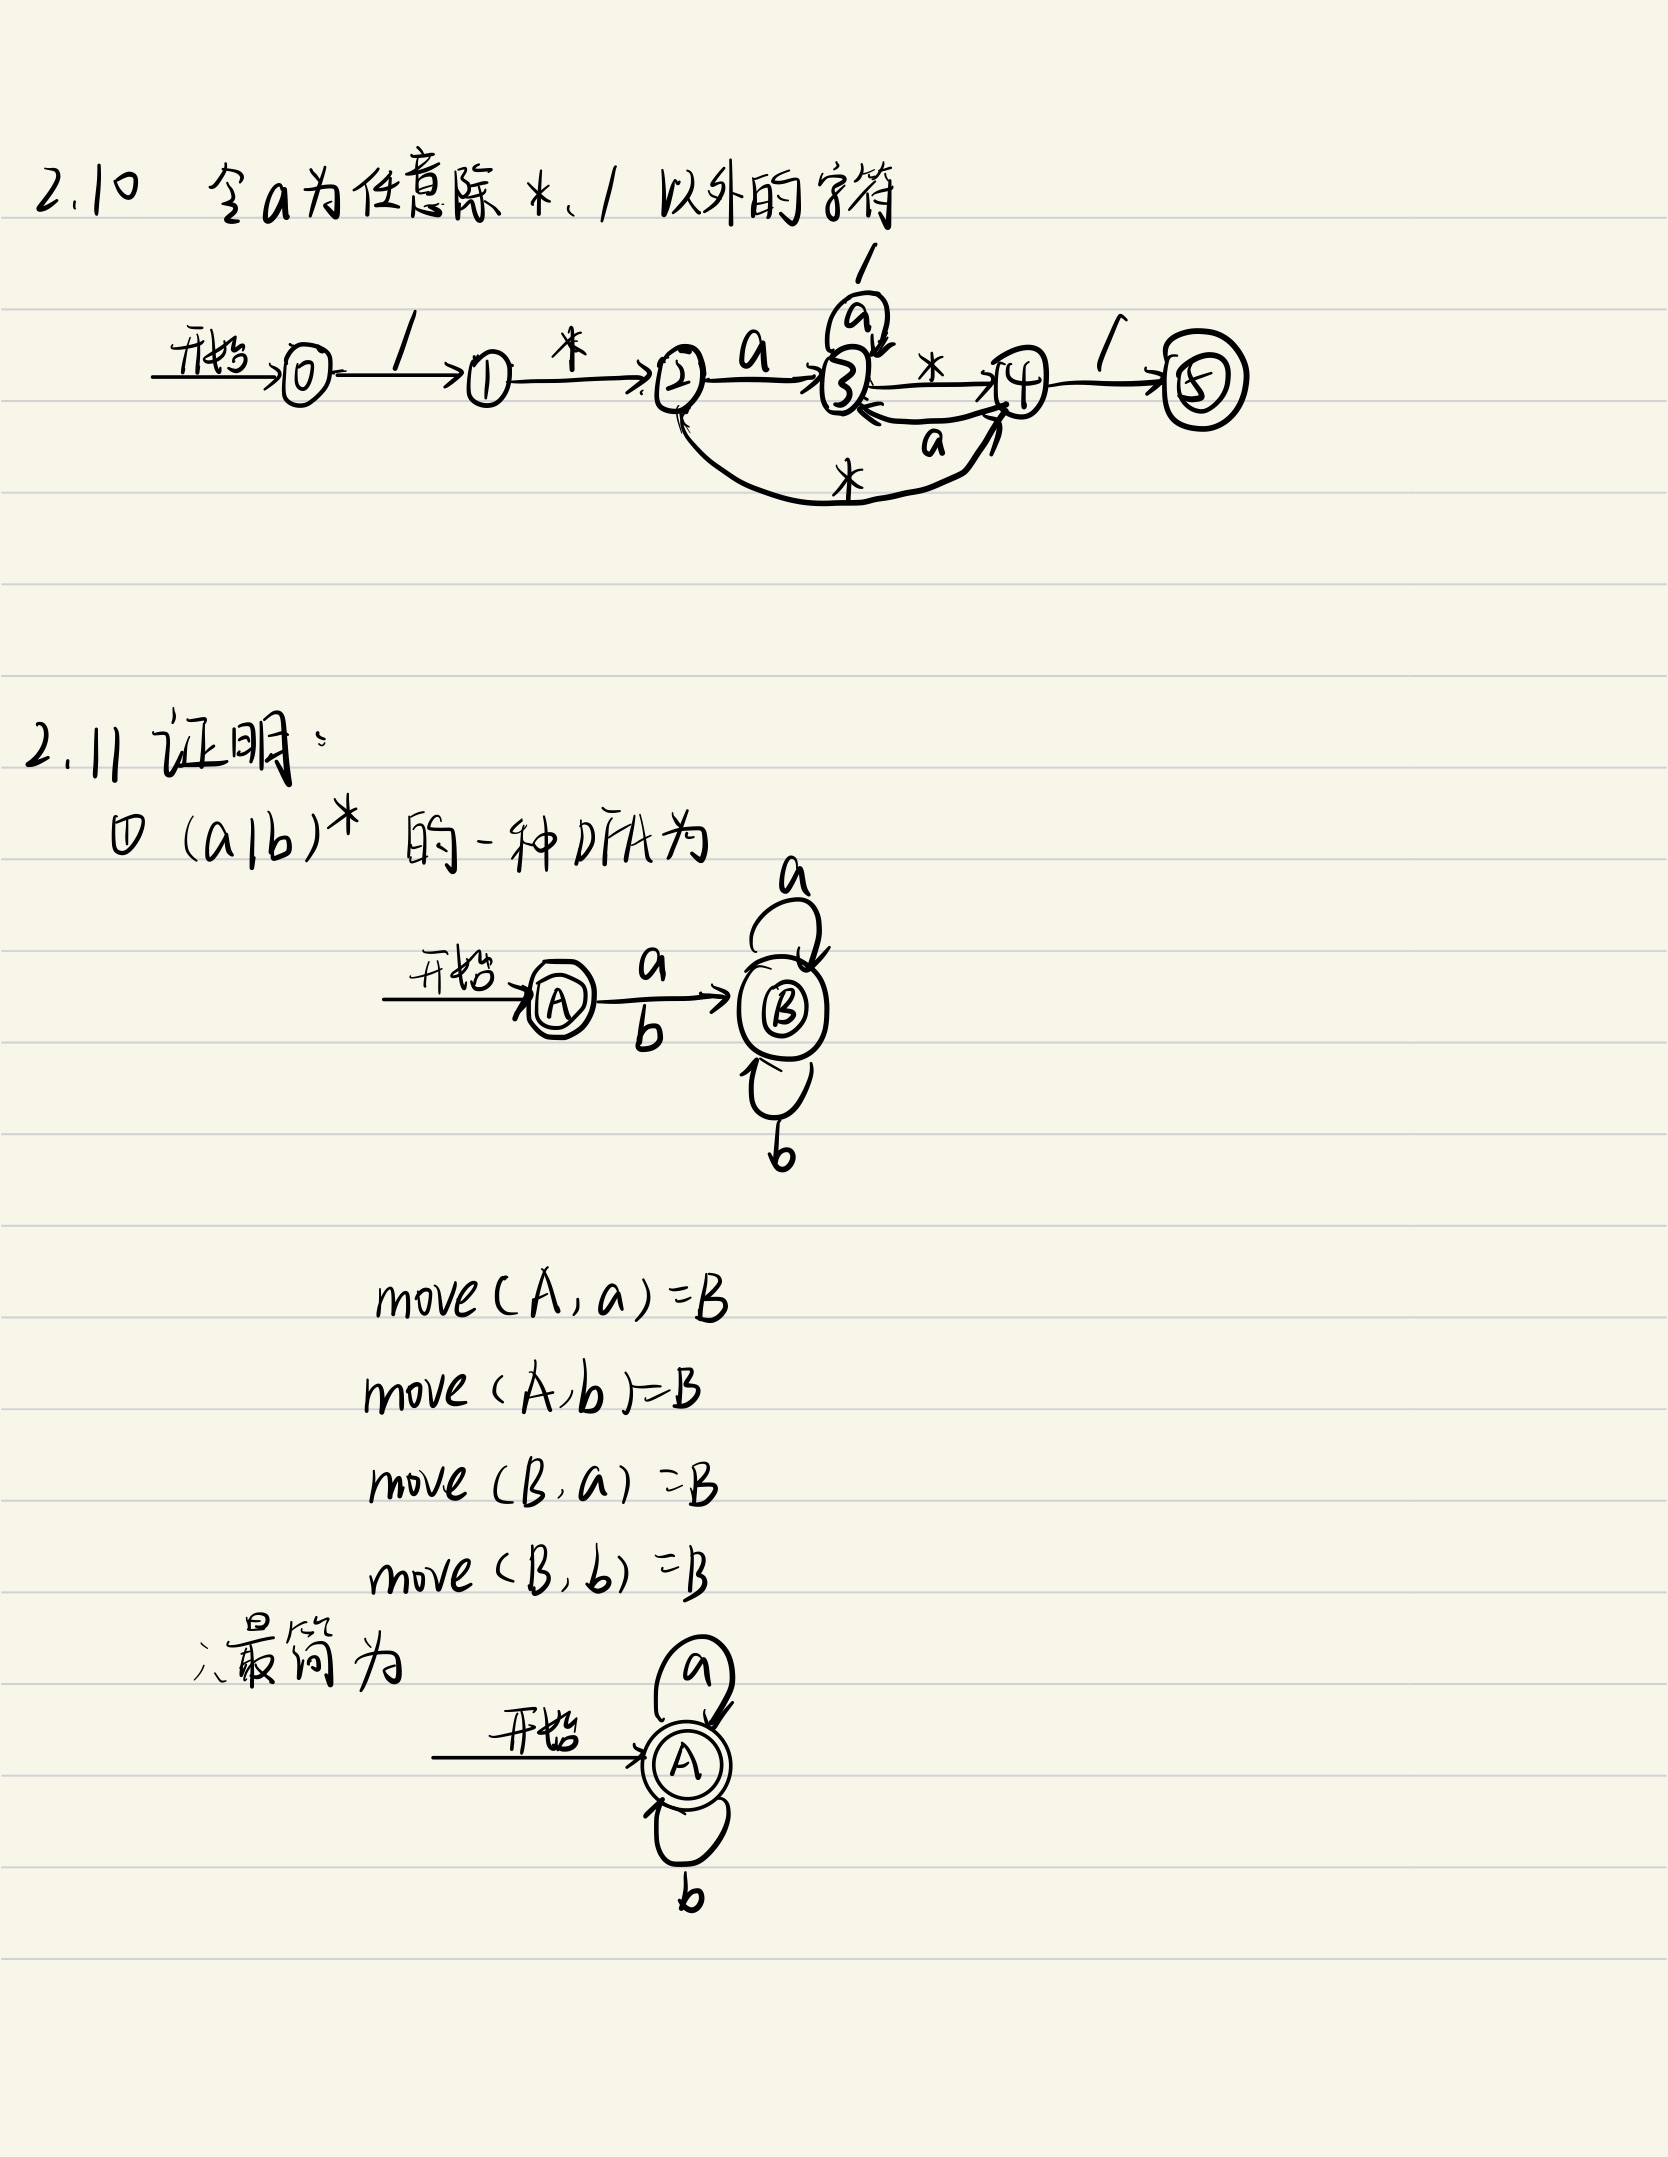 2.10 令a为任意除 *、/ 以外的字符
/
开始 0 / 1 * 2 a 3 a * 4 / 5
a
*
2.11 证明:
① (a|b)* 的一种DFA为
a
开始 A a B
b
b
move(A, a)=B
move(A, b)=B
move(B, a)=B
move(B, b)=B
∴最简为
a
开始 A
b